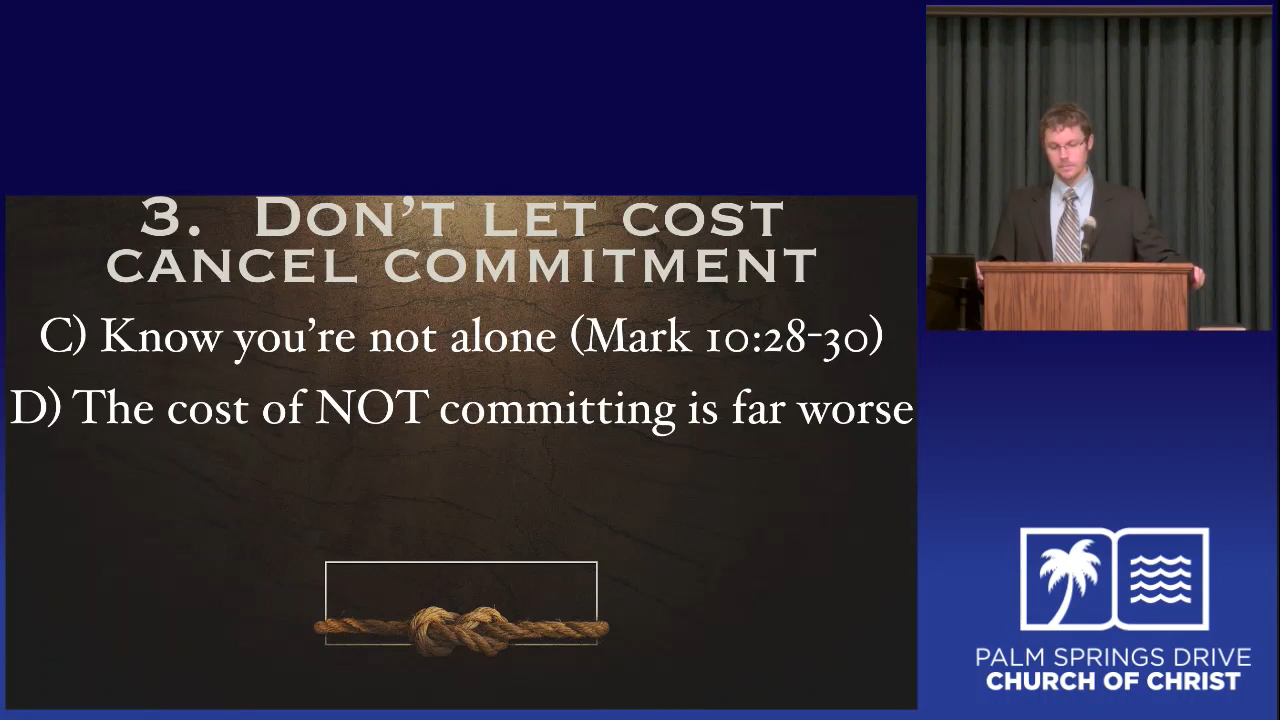 3. Don't let cost
cancel commitment
C) Know you're not alone (Mark 10:28-30)
D) The cost of NOT committing is far worse
PALM SPRINGS DRIVE
CHURCH OF CHRIST